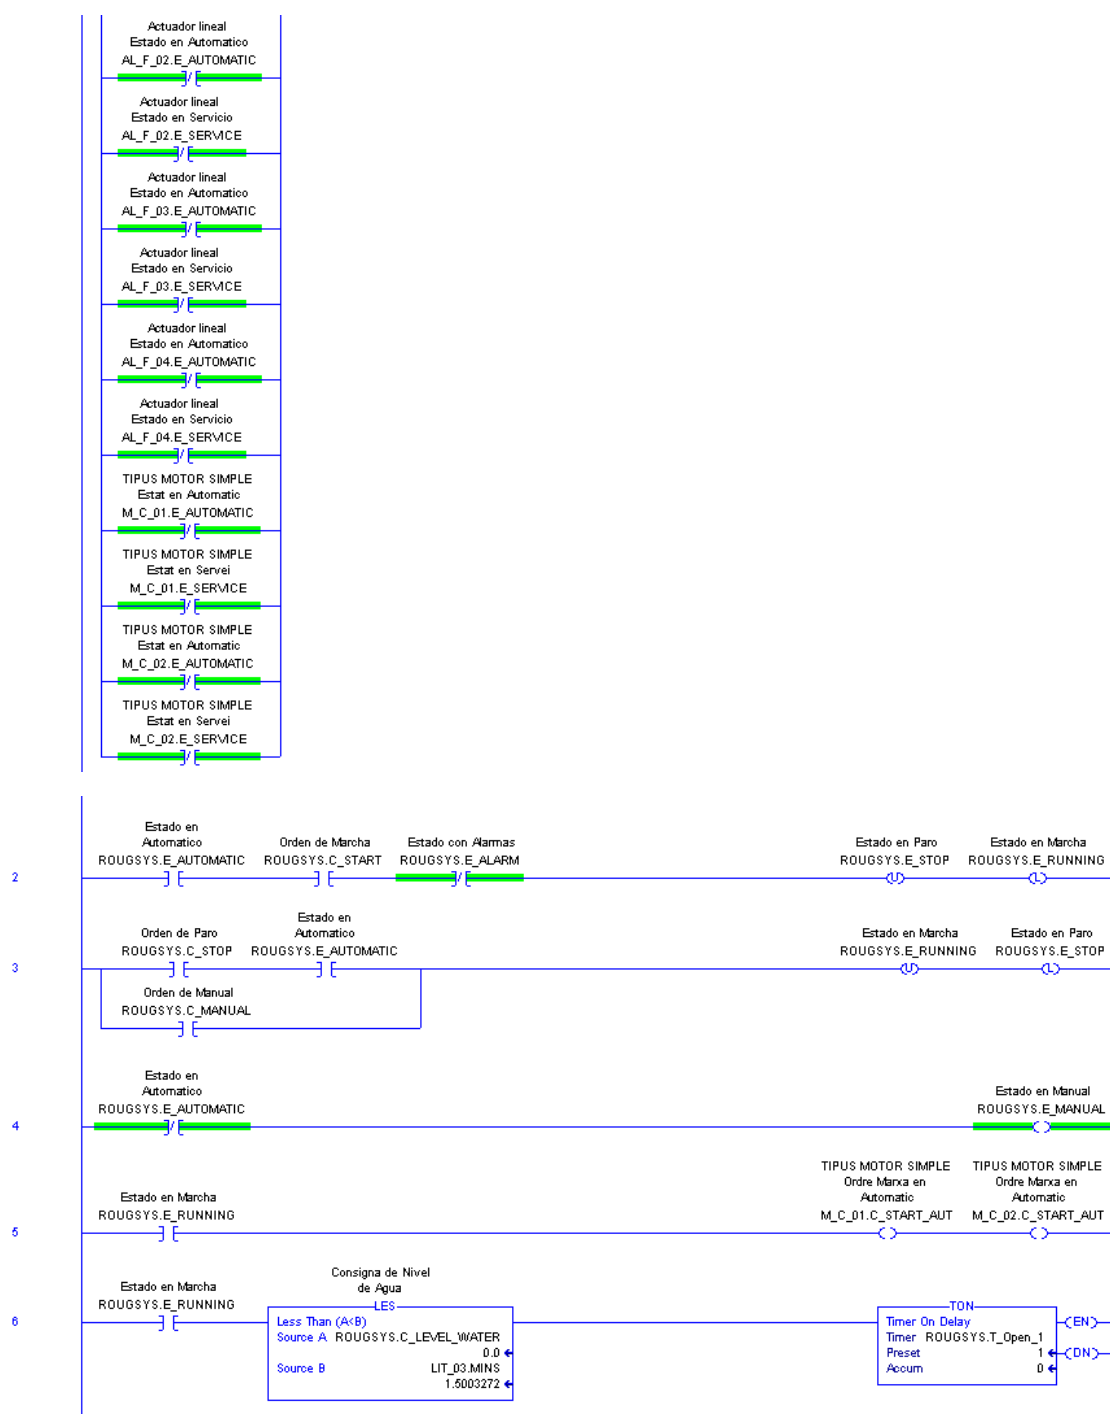 Actuador lineal
Estado en Automatico
AL_F_02.E_AUTOMATIC
Actuador lineal
Estado en Servicio
AL_F_02.E_SERVICE
Actuador lineal
Estado en Automatico
AL_F_03.E_AUTOMATIC
Actuador lineal
Estado en Servicio
AL_F_03.E_SERVICE
Actuador lineal
Estado en Automatico
AL_F_04.E_AUTOMATIC
Actuador lineal
Estado en Servicio
AL_F_04.E_SERVICE
TIPUS MOTOR SIMPLE
Estat en Automatic
M_C_01.E_AUTOMATIC
TIPUS MOTOR SIMPLE
Estat en Servei
M_C_01.E_SERVICE
TIPUS MOTOR SIMPLE
Estat en Automatic
M_C_02.E_AUTOMATIC
TIPUS MOTOR SIMPLE
Estat en Servei
M_C_02.E_SERVICE
2
Estado en
Automatico
ROUGSYS.E_AUTOMATIC
Orden de Marcha
ROUGSYS.C_START
Estado con Alarmas
ROUGSYS.E_ALARM
Estado en Paro
ROUGSYS.E_STOP
U
Estado en Marcha
ROUGSYS.E_RUNNING
L
3
Orden de Paro
ROUGSYS.C_STOP
Estado en
Automatico
ROUGSYS.E_AUTOMATIC
Orden de Manual
ROUGSYS.C_MANUAL
Estado en Marcha
ROUGSYS.E_RUNNING
U
Estado en Paro
ROUGSYS.E_STOP
L
4
Estado en
Automatico
ROUGSYS.E_AUTOMATIC
Estado en Manual
ROUGSYS.E_MANUAL
5
Estado en Marcha
ROUGSYS.E_RUNNING
TIPUS MOTOR SIMPLE
Ordre Marxa en
Automatic
M_C_01.C_START_AUT
TIPUS MOTOR SIMPLE
Ordre Marxa en
Automatic
M_C_02.C_START_AUT
6
Estado en Marcha
ROUGSYS.E_RUNNING
Consigna de Nivel
de Agua
LES
Less Than (A<B)
Source A ROUGSYS.C_LEVEL_WATER
0.0
Source B LIT_03.MINS
1.5003272
TON
Timer On Delay
Timer ROUGSYS.T_Open_1
Preset 1
Accum 0
EN
DN